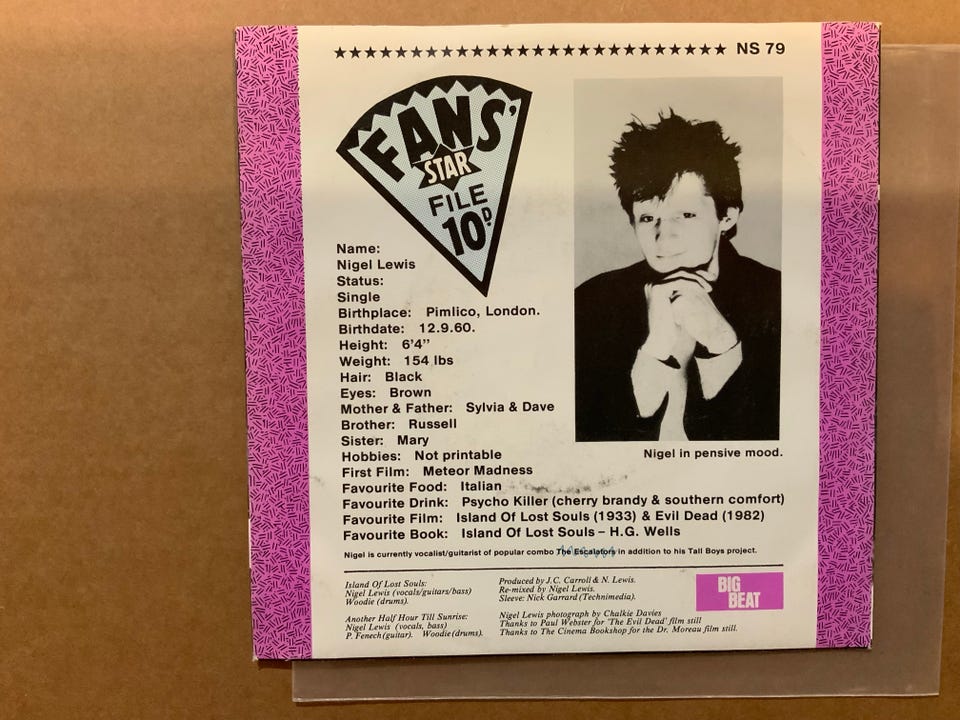 ★★★★★★★★★★★★★★★★★★★★★★★★★★ NS 79
FANS'
STAR
FILE
10D.
Name:
Nigel Lewis
Status:
Single
Birthplace: Pimlico, London.
Birthdate: 12.9.60.
Height: 6'4''
Weight: 154 lbs
Hair: Black
Eyes: Brown
Mother & Father: Sylvia & Dave
Brother: Russell
Sister: Mary
Hobbies: Not printable
First Film: Meteor Madness
Favourite Food: Italian
Favourite Drink: Psycho Killer (cherry brandy & southern comfort)
Favourite Film: Island Of Lost Souls (1933) & Evil Dead (1982)
Favourite Book: Island Of Lost Souls – H.G. Wells
Nigel in pensive mood.
Nigel is currently vocalist/guitarist of popular combo The Escalators in addition to his Tall Boys project.
Island Of Lost Souls:
Nigel Lewis (vocals/guitars/bass)
Woodie (drums).
Another Half Hour Till Sunrise:
Nigel Lewis (vocals, bass)
P. Fenech (guitar). Woodie (drums).
Produced by J.C. Carroll & N. Lewis.
Re-mixed by Nigel Lewis.
Sleeve: Nick Garrard (Technimedia).
Nigel Lewis photograph by Chalkie Davies
Thanks to Paul Webster for 'The Evil Dead' film still
Thanks to The Cinema Bookshop for the Dr. Moreau film still.
BIG
BEAT